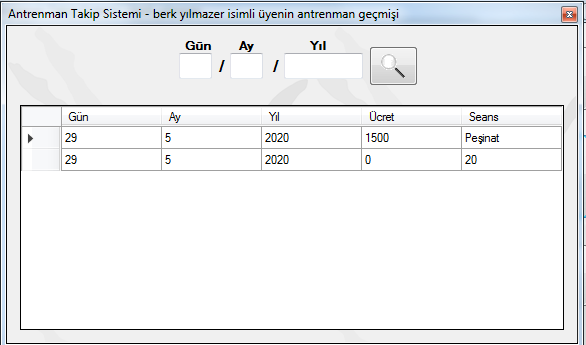 Antrenman Takip Sistemi - berk yılmazer isimli üyenin antrenman geçmişi
Gün Ay Yıl
/ /
Gün Ay Yıl Ücret Seans
29 5 2020 1500 Peşinat
29 5 2020 0 20